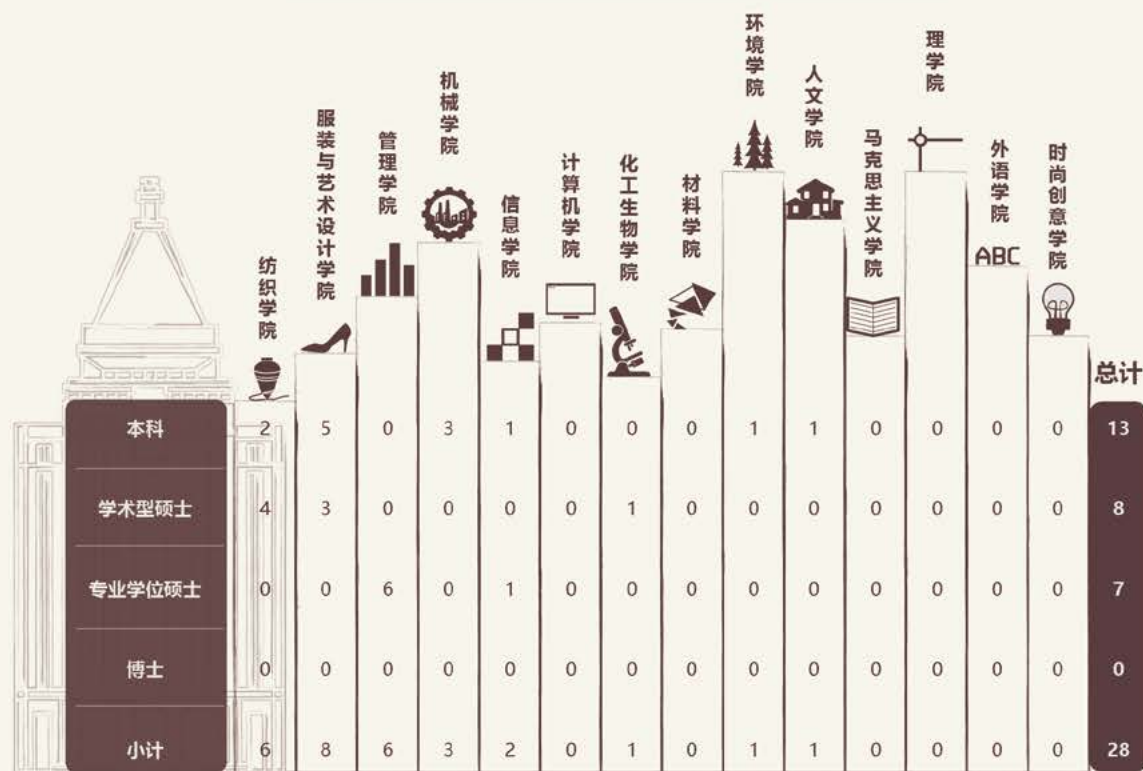 纺织学院
服装与艺术设计学院
管理学院
机械学院
信息学院
计算机学院
化工生物学院
材料学院
环境学院
人文学院
马克思主义学院
理学院
外语学院
ABC
时尚创意学院
总计
本科 2 5 0 3 1 0 0 0 1 1 0 0 0 0 13
学术型硕士 4 3 0 0 0 0 1 0 0 0 0 0 0 0 8
专业学位硕士 0 0 6 0 1 0 0 0 0 0 0 0 0 0 7
博士 0 0 0 0 0 0 0 0 0 0 0 0 0 0 0
小计 6 8 6 3 2 0 1 0 1 1 0 0 0 0 28